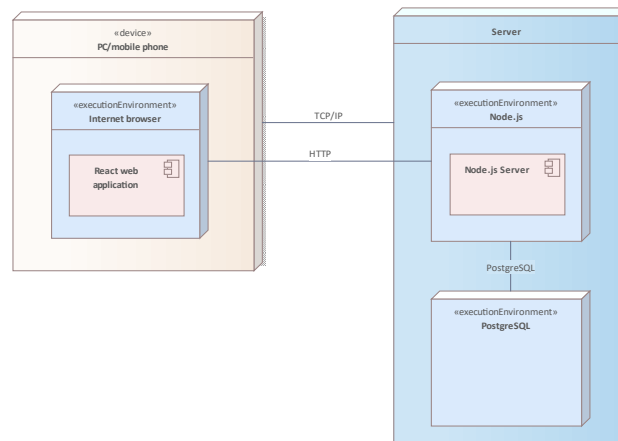 «device»
PC/mobile phone
«executionEnvironment»
Internet browser
React web
application
TCP/IP
HTTP
Server
«executionEnvironment»
Node.js
Node.js Server
PostgreSQL
«executionEnvironment»
PostgreSQL